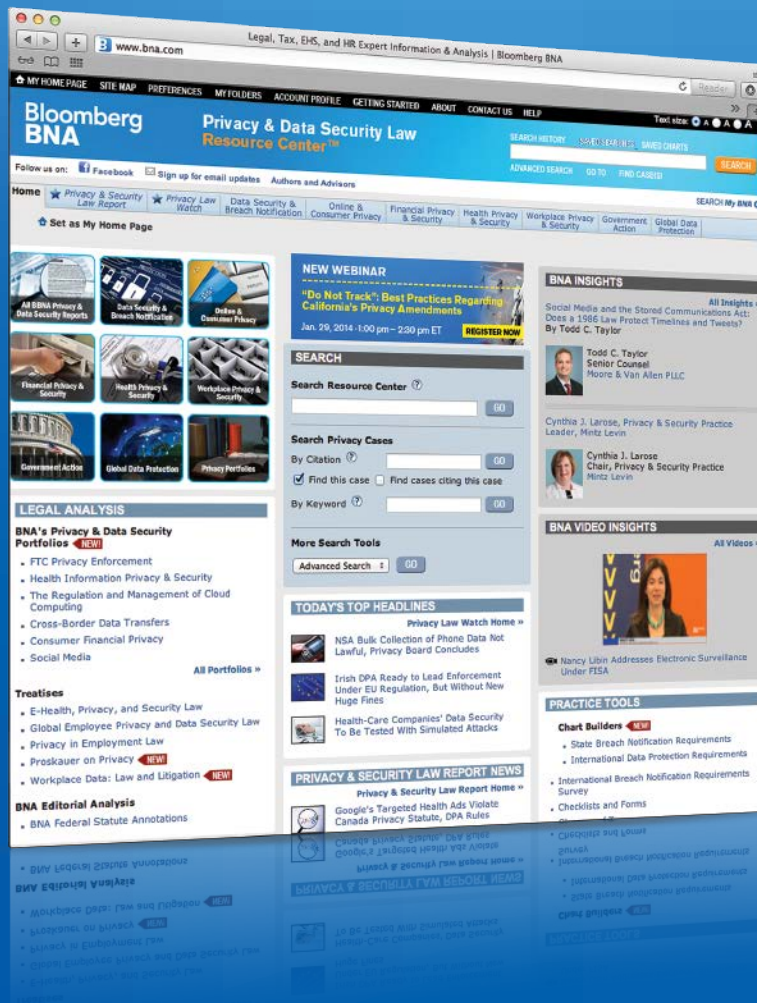 Legal, Tax, EHS, and HR Expert Information & Analysis | Bloomberg BNA
www.bna.com
Reader
MY HOME PAGE SITE MAP PREFERENCES MY FOLDERS ACCOUNT PROFILE GETTING STARTED ABOUT CONTACT US HELP
Text size: A A A
Bloomberg
BNA
Privacy & Data Security Law
Resource Center™
SEARCH HISTORY SAVED SEARCHES SAVED CHARTS
SEARCH
ADVANCED SEARCH GO TO FIND CASE(S)
Follow us on: Facebook Sign up for email updates Authors and Advisors
SEARCH My BNA
Home
Privacy & Security
Law Report
Privacy Law
Watch
Data Security &
Breach Notification
Online &
Consumer Privacy
Financial Privacy
& Security
Health Privacy
& Security
Workplace Privacy
& Security
Government
Action
Global Data
Protection
Set as My Home Page
All BBNA Privacy &
Data Security Reports
Data Security &
Breach Notification
Online &
Consumer Privacy
Financial Privacy &
Security
Health Privacy &
Security
Workplace Privacy &
Security
Government Action
Global Data Protection
Privacy Portfolios
LEGAL ANALYSIS
BNA's Privacy & Data Security
Portfolios NEW!
FTC Privacy Enforcement
Health Information Privacy & Security
The Regulation and Management of Cloud
Computing
Cross-Border Data Transfers
Consumer Financial Privacy
Social Media
All Portfolios »
Treatises
E-Health, Privacy, and Security Law
Global Employee Privacy and Data Security Law
Privacy in Employment Law
Proskauer on Privacy NEW!
Workplace Data: Law and Litigation NEW!
BNA Editorial Analysis
BNA Federal Statute Annotations
NEW WEBINAR
"Do Not Track": Best Practices Regarding
California's Privacy Amendments
Jan. 29, 2014 -1:00 pm – 2:30 pm ET
REGISTER NOW
SEARCH
Search Resource Center ?
GO
Search Privacy Cases
By Citation ?
GO
Find this case Find cases citing this case
By Keyword ?
GO
More Search Tools
Advanced Search GO
TODAY'S TOP HEADLINES
Privacy Law Watch Home »
NSA Bulk Collection of Phone Data Not
Lawful, Privacy Board Concludes
Irish DPA Ready to Lead Enforcement
Under EU Regulation, But Without New
Huge Fines
Health-Care Companies' Data Security
To Be Tested With Simulated Attacks
PRIVACY & SECURITY LAW REPORT NEWS
Privacy & Security Law Report Home »
Google's Targeted Health Ads Violate
Canada Privacy Statute, DPA Rules
BNA INSIGHTS
All Insights »
Social Media and the Stored Communications Act:
Does a 1986 Law Protect Timelines and Tweets?
By Todd C. Taylor
Todd C. Taylor
Senior Counsel
Moore & Van Allen PLLC
Cynthia J. Larose, Privacy & Security Practice
Leader, Mintz Levin
Cynthia J. Larose
Chair, Privacy & Security Practice
Mintz Levin
BNA VIDEO INSIGHTS
All Videos »
Nancy Libin Addresses Electronic Surveillance
Under FISA
PRACTICE TOOLS
Chart Builders NEW!
State Breach Notification Requirements
International Data Protection Requirements
International Breach Notification Requirements
Survey
Checklists and Forms